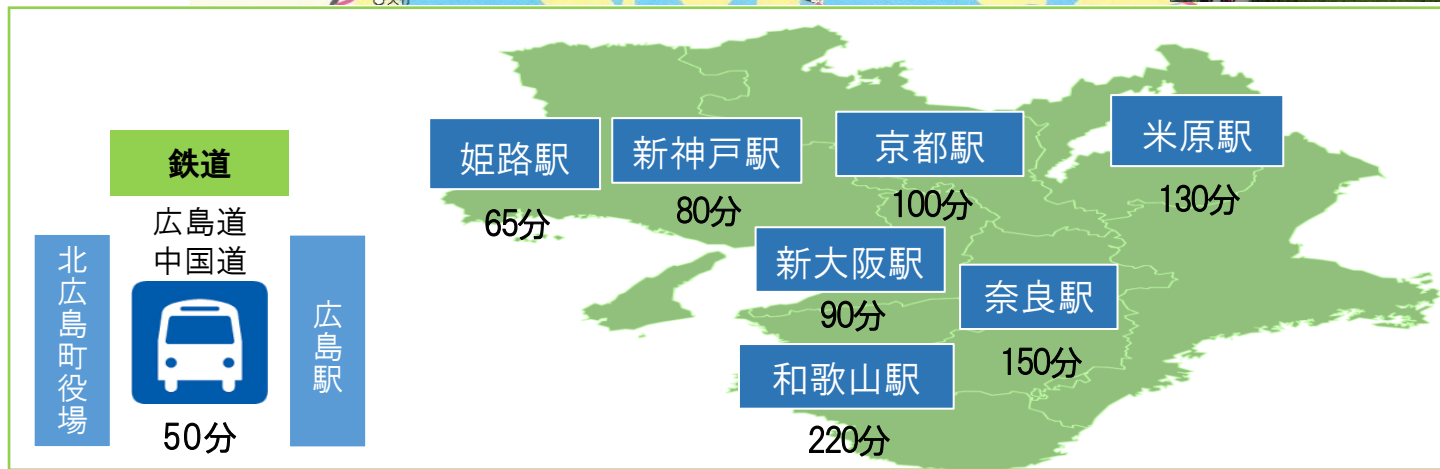 鉄道
広島道
中国道
北広島町役場
広島駅
50分
姫路駅
65分
新神戸駅
80分
京都駅
100分
米原駅
130分
新大阪駅
90分
奈良駅
150分
和歌山駅
220分